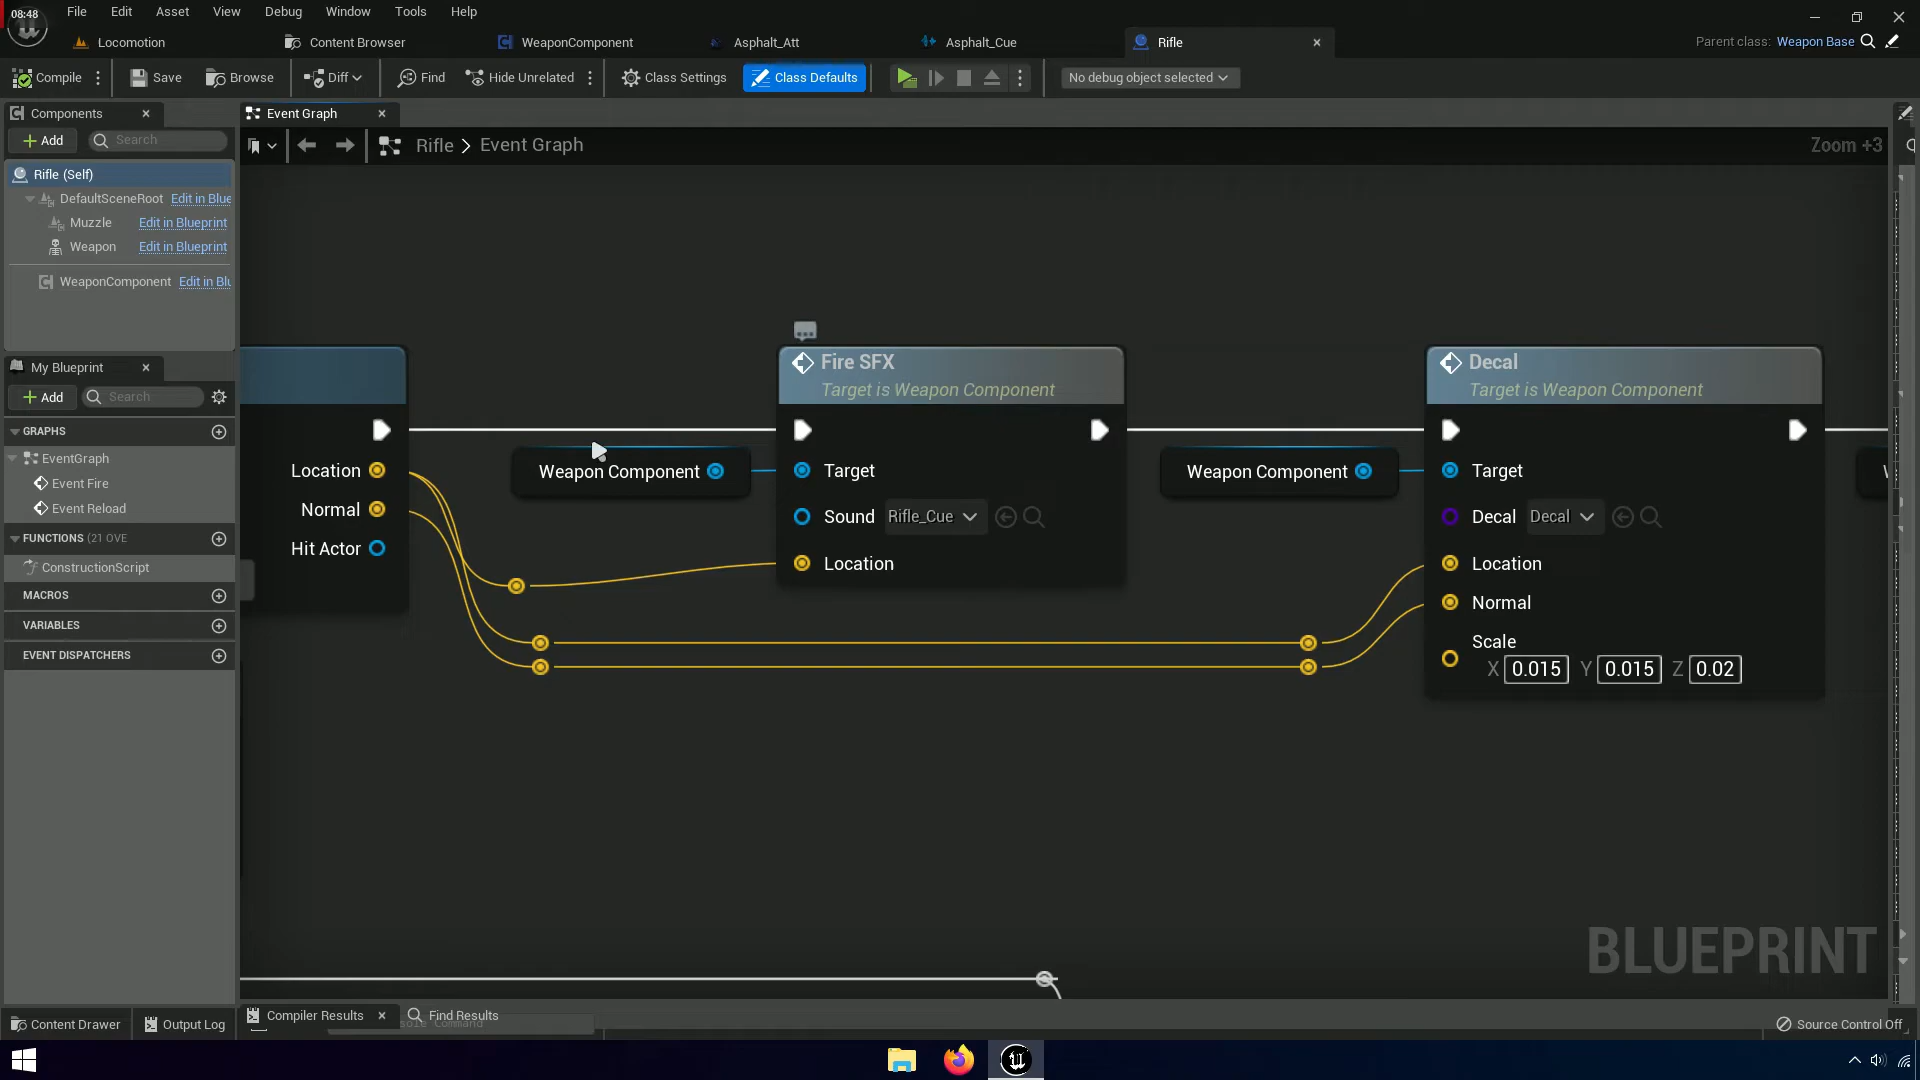 08:48
File Edit Asset View Debug Window Tools Help
Locomotion Content Browser WeaponComponent Asphalt_Att Asphalt_Cue Rifle
Parent class: Weapon Base
Compile Save Browse Diff Find Hide Unrelated Class Settings Class Defaults No debug object selected
Components
Add Search
Rifle (Self)
DefaultSceneRoot Edit in Blue
Muzzle Edit in Blueprint
Weapon Edit in Blueprint
WeaponComponent Edit in Blu
My Blueprint
Add Search
GRAPHS
EventGraph
Event Fire
Event Reload
FUNCTIONS (21 OVE
ConstructionScript
MACROS
VARIABLES
EVENT DISPATCHERS
Event Graph
Rifle > Event Graph
Zoom +3
Location
Normal
Hit Actor
Weapon Component
Fire SFX
Target is Weapon Component
Target
Sound Rifle_Cue
Location
Weapon Component
Decal
Target is Weapon Component
Target
Decal Decal
Location
Normal
Scale
X 0.015 Y 0.015 Z 0.02
BLUEPRINT
Compiler Results Find Results
Content Drawer Output Log
Source Control Off